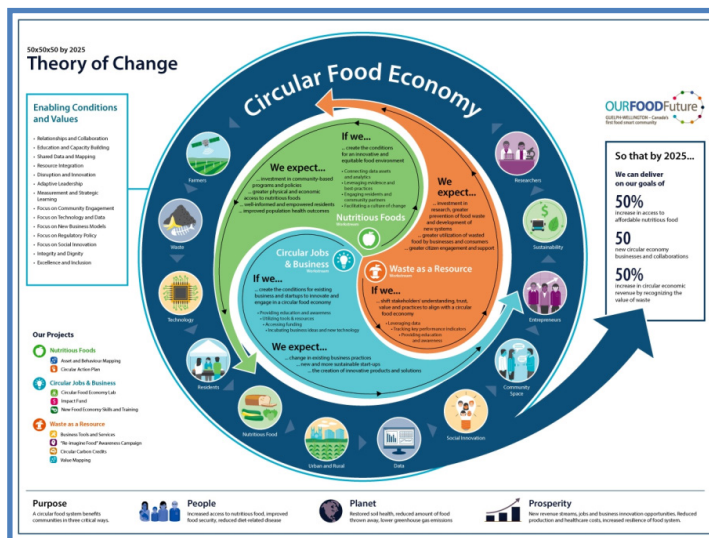 50x50x50 by 2025
Theory of Change
Enabling Conditions
and Values
• Relationships and Collaboration
• Education and Capacity Building
• Shared Data and Mapping
• Resource Integration
• Disruption and Innovation
• Adaptive Leadership
• Measurement and Strategic
Learning
• Focus on Community Engagement
• Focus on Technology and Data
• Focus on New Business Models
• Focus on Regulatory Policy
• Focus on Social Innovation
• Integrity and Dignity
• Excellence and Inclusion
Our Projects
Nutritious Foods
Asset and Behaviour Mapping
Circular Action Plan
Circular Jobs & Business
Circular Food Economy Lab
Impact Fund
New Food Economy Skills and Training
Waste as a Resource
Business Tools and Services
"Re-imagine Food" Awareness Campaign
Circular Carbon Credits
Value Mapping
Circular Food Economy
If we...
... create the conditions
for an innovative and
equitable food environment
• Connecting data assets
and analytics
• Leveraging resident and
best practices
• Engaging residents and
community partners
• Facilitating a culture of change
We expect...
... investment in community-based
programs and policies
... greater physical and economic
access to nutritious foods
... well-informed and empowered residents
... improved population health outcomes
Nutritious Foods
Workstream
We
expect...
... investment in
research, greater
prevention of food waste
and development of
new systems
... greater utilization of wasted
food by businesses and consumers
... greater citizen engagement and support
Waste as a Resource
Workstream
If we...
... shift stakeholders' understanding, trust,
value and practices to align with a circular
food economy
• Leveraging data
• Tracking key performance indicators
• Providing education
and awareness
Circular Jobs
& Business
Workstream
If we...
... create the conditions for existing
business and startups to innovate and
engage in a circular food economy
• Providing education and awareness
• Utilizing tools & resources
• Accessing funding
• Incubating business ideas and new technology
We expect...
... change in existing business practices
... new and more sustainable start-ups
... the creation of innovative products and solutions
Farmers
Waste
Technology
Residents
Nutritious Food
Urban and Rural
Data
Social Innovation
Community
Space
Entrepreneurs
Sustainability
Researchers
OURFOODFuture
GUELPH-WELLINGTON – Canada's
first food smart community
So that by 2025...
We can deliver
on our goals of
50%
increase in access to
affordable nutritious food
50
new circular economy
businesses and collaborations
50%
increase in circular economic
revenue by recognizing the
value of waste
Purpose
A circular food system benefits
communities in three critical ways.
People
Increased access to nutritious food, improved
food security, reduced diet-related disease
Planet
Restored soil health, reduced amount of food
thrown away, lower greenhouse gas emissions
Prosperity
New revenue streams, jobs and business innovation opportunities. Reduced
production and healthcare costs, increased resilience of food system.